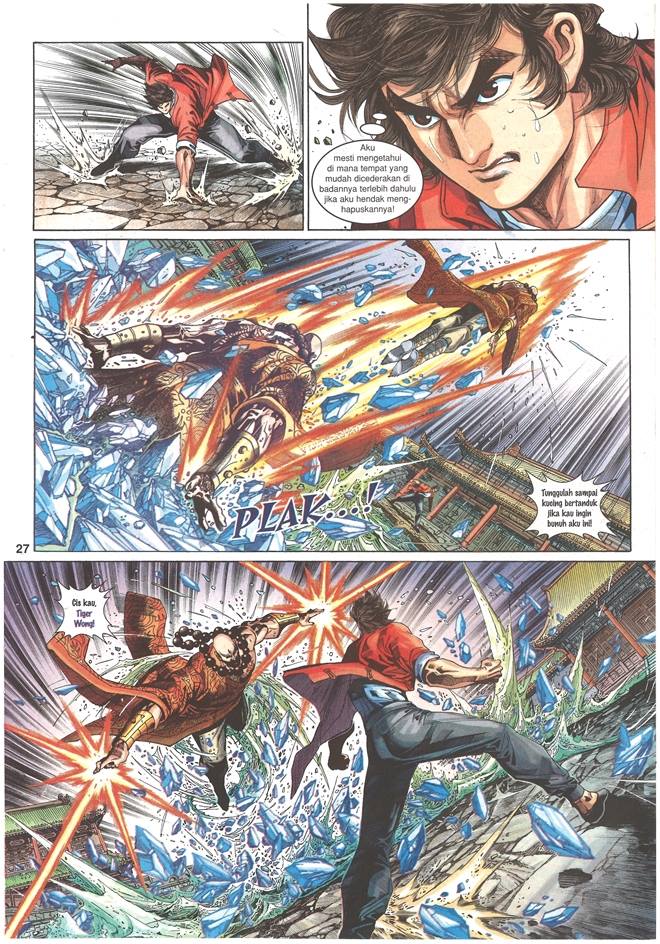 Aku
mesti mengetahui
di mana tempat yang
mudah dicederakan di
badannya terlebih dahulu
jika aku hendak meng-
hapuskannya!
PLAK...!
Tunggulah sampai
kucing bertanduk
jika kau ingin
bunuh aku ini!
27
Cis kau,
Tiger
Wong!